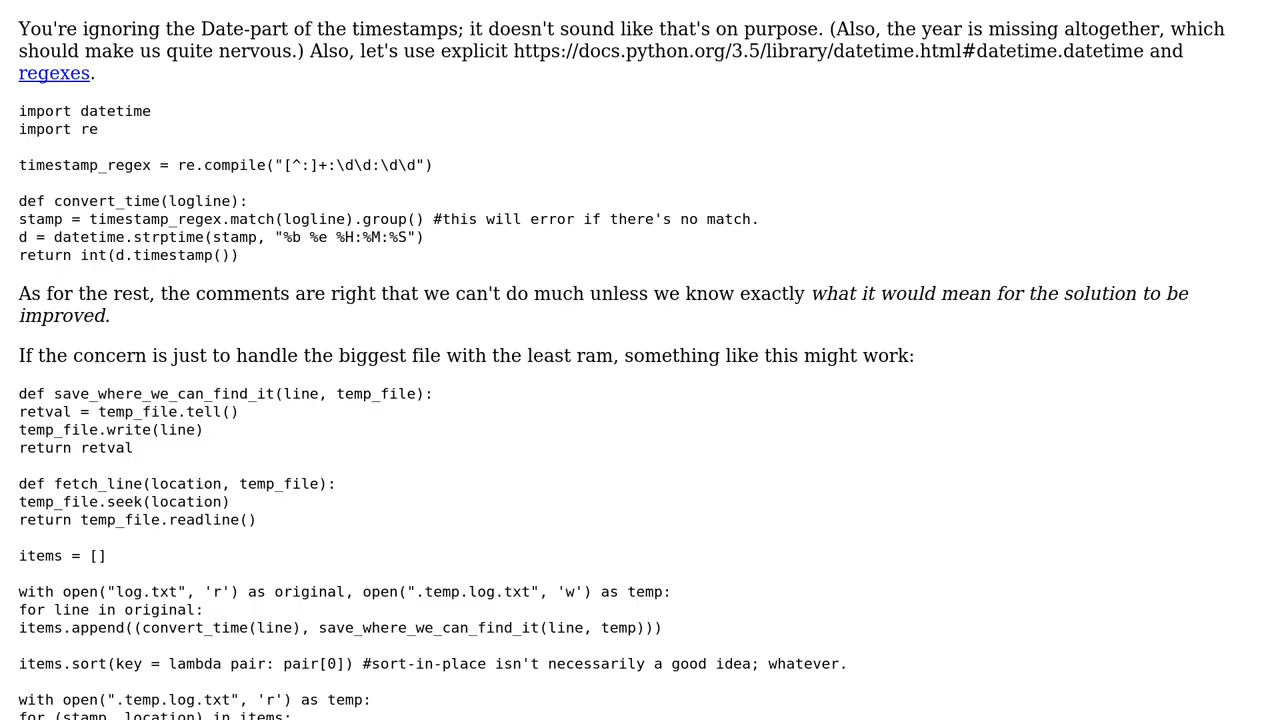 You're ignoring the Date-part of the timestamps; it doesn't sound like that's on purpose. (Also, the year is missing altogether, which
should make us quite nervous.) Also, let's use explicit https://docs.python.org/3.5/library/datetime.html#datetime.datetime and
regexes.
import datetime
import re
timestamp_regex = re.compile("[^:]+:\d\d:\d\d")
def convert_time(logline):
stamp = timestamp_regex.match(logline).group() #this will error if there's no match.
d = datetime.strptime(stamp, "%b %e %H:%M:%S")
return int(d.timestamp())
As for the rest, the comments are right that we can't do much unless we know exactly what it would mean for the solution to be
improved.
If the concern is just to handle the biggest file with the least ram, something like this might work:
def save_where_we_can_find_it(line, temp_file):
retval = temp_file.tell()
temp_file.write(line)
return retval
def fetch_line(location, temp_file):
temp_file.seek(location)
return temp_file.readline()
items = []
with open("log.txt", 'r') as original, open(".temp.log.txt", 'w') as temp:
for line in original:
items.append((convert_time(line), save_where_we_can_find_it(line, temp)))
items.sort(key = lambda pair: pair[0]) #sort-in-place isn't necessarily a good idea; whatever.
with open(".temp.log.txt", 'r') as temp:
for (stamp, location) in items: